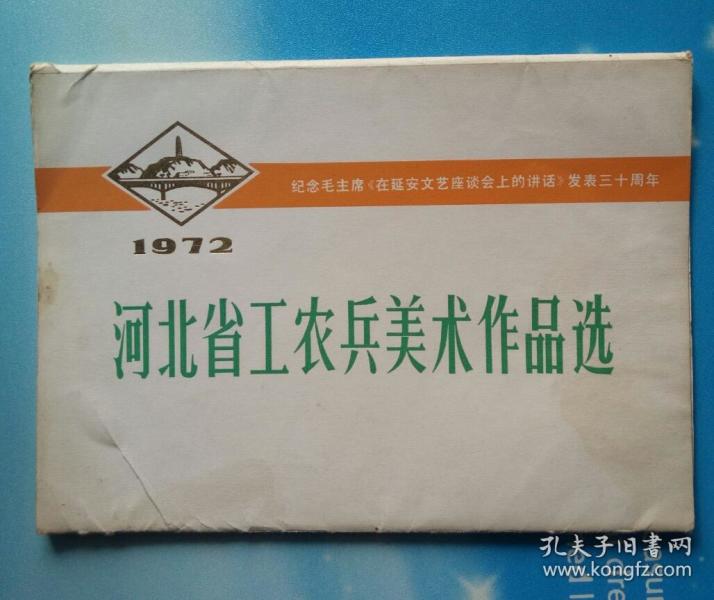 纪念毛主席《在延安文艺座谈会上的讲话》发表三十周年
1972
河北省工农兵美术作品选
孔夫子旧書网
www.kongfz.com